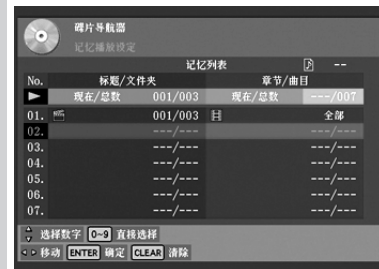 碟片导航器
记忆播放设定
记忆列表 --
No. 标题/文件夹 章节/曲目
现在/总数 001/003 现在/总数 ---/007
01. 001/003 全部
02. ---/--- ---/---
03. ---/--- ---/---
04. ---/--- ---/---
05. ---/--- ---/---
06. ---/--- ---/---
07. ---/--- ---/---
选择数字 0~9 直接选择
移动 ENTER 确定 CLEAR 清除